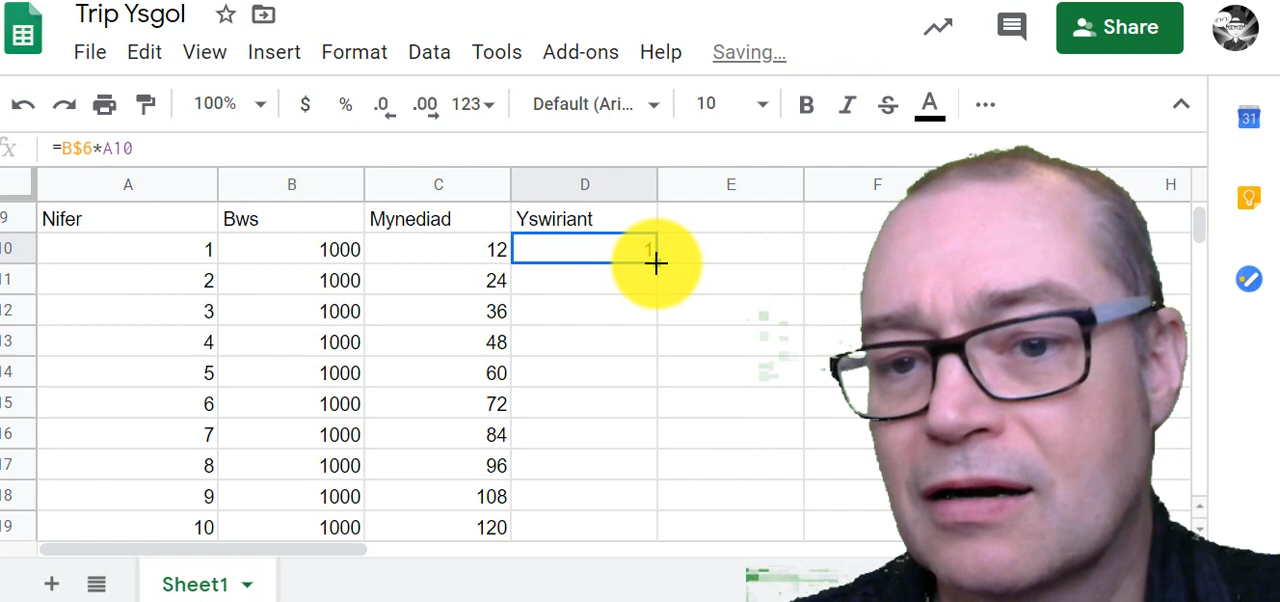 Trip Ysgol
File Edit View Insert Format Data Tools Add-ons Help Saving...
Share
100% $ % .0 .00 123 Default (Ari... 10 B I S A
31
fx =B$6*A10
A B C D E F H
9 Nifer Bws Mynediad Yswiriant
10 1 1000 12 1
11 2 1000 24
12 3 1000 36
13 4 1000 48
14 5 1000 60
15 6 1000 72
16 7 1000 84
17 8 1000 96
18 9 1000 108
19 10 1000 120
Sheet1